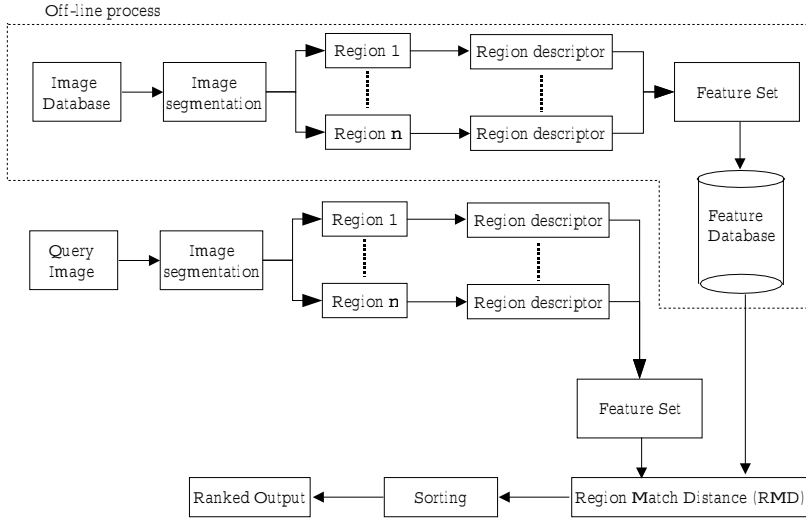 Off-line process
Image
Database
Image
segmentation
Region 1
Region n
Region descriptor
Region descriptor
Feature Set
Feature
Database
Query
Image
Image
segmentation
Region 1
Region n
Region descriptor
Region descriptor
Feature Set
Ranked Output
Sorting
Region Match Distance (RMD)